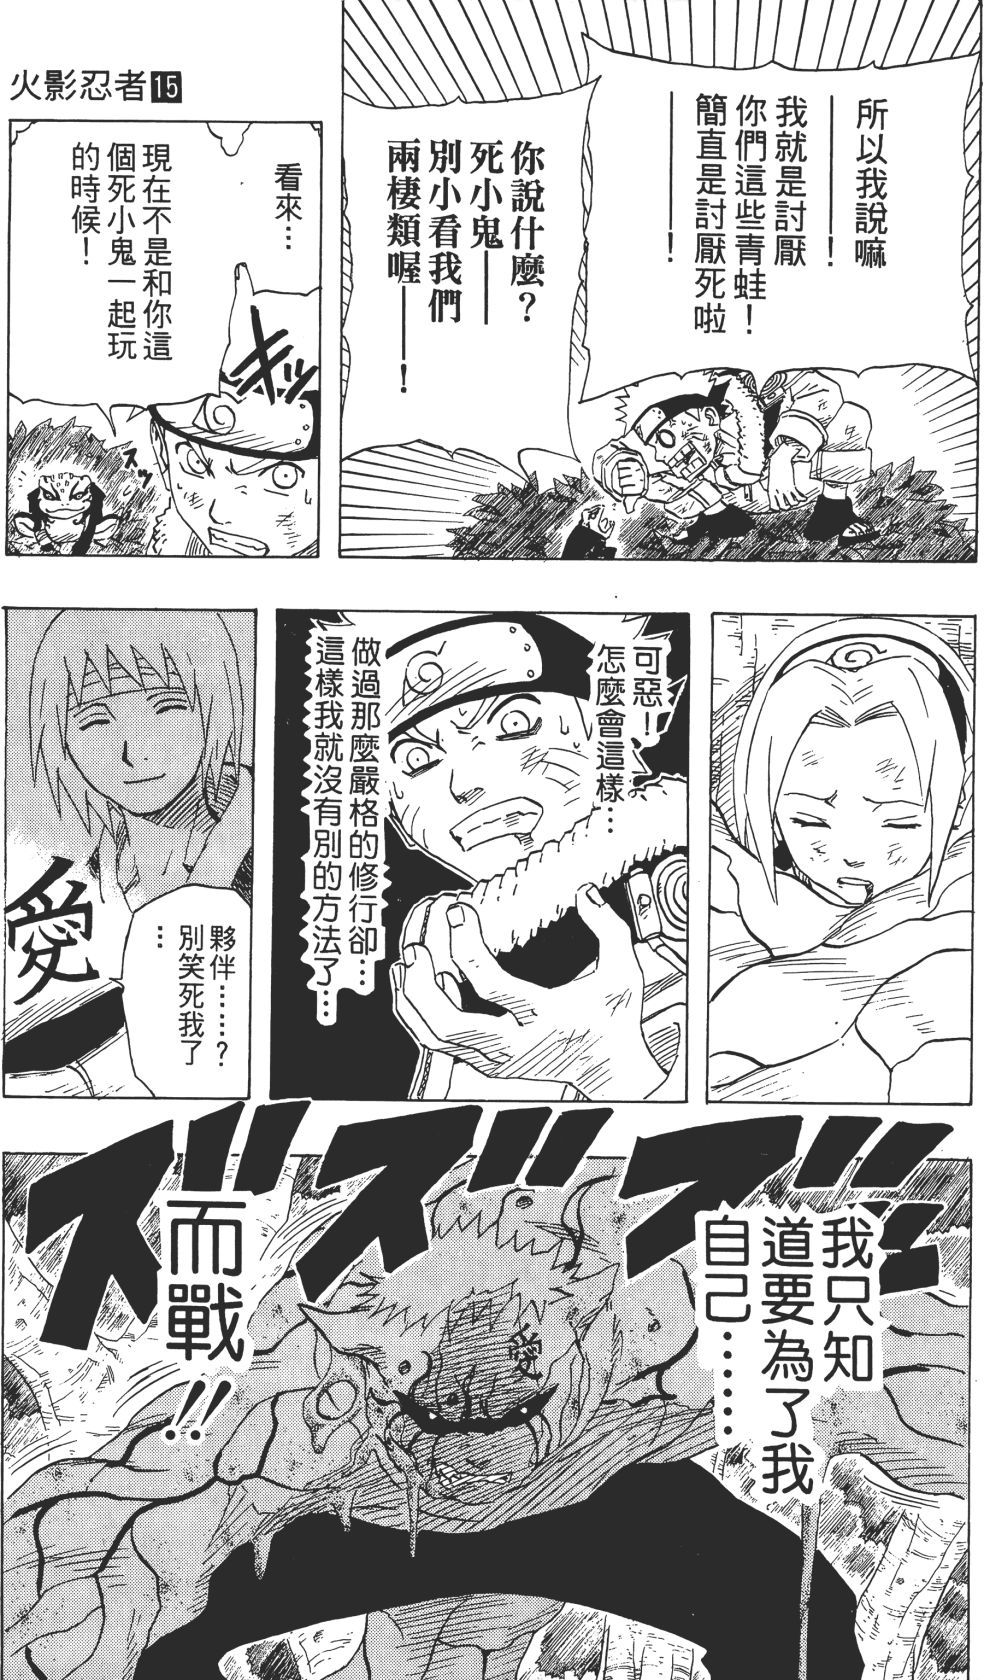 火影忍者15
所以我說嘛
————！
我就是討厭
你們這些青蛙！
簡直是討厭死啦
————！
你說什麼？
死小鬼——
別小看我們
兩棲類喔——！
看來…
現在不是和你這
個死小鬼一起玩
的時候！
キッ
スッ
可惡！
怎麼會這樣…
做過那麼嚴格的修行卻…
這樣我就沒有別的方法了…
愛
夥伴……？
別笑死我了
…
ズズズ
我只知
道要為了我
自己……
而戰!!
愛